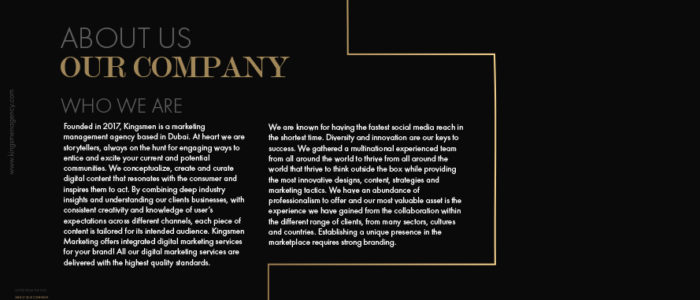 ABOUT US
OUR COMPANY
WHO WE ARE
Founded in 2017, Kingsmen is a marketing
management agency based in Dubai. At heart we are
storytellers, always on the hunt for engaging ways to
entice and excite your current and potential
communities. We conceptualize, create and curate
digital content that resonates with the consumer and
inspires them to act. By combining deep industry
insights and understanding our clients businesses, with
consistent creativity and knowledge of user's
expectations across different channels, each piece of
content is tailored for its intended audience. Kingsmen
Marketing offers integrated digital marketing services
for your brand! All our digital marketing services are
delivered with the highest quality standards.
We are known for having the fastest social media reach in
the shortest time. Diversity and innovation are our keys to
success. We gathered a multinational experienced team
from all around the world to thrive from all around the
world that thrive to think outside the box while providing
the most innovative designs, content, strategies and
marketing tactics. We have an abundance of
professionalism to offer and our most valuable asset is the
experience we have gained from the collaboration within
the different range of clients, from many sectors, cultures
and countries. Establishing a unique presence in the
marketplace requires strong branding.
www.kingsmenagency.com